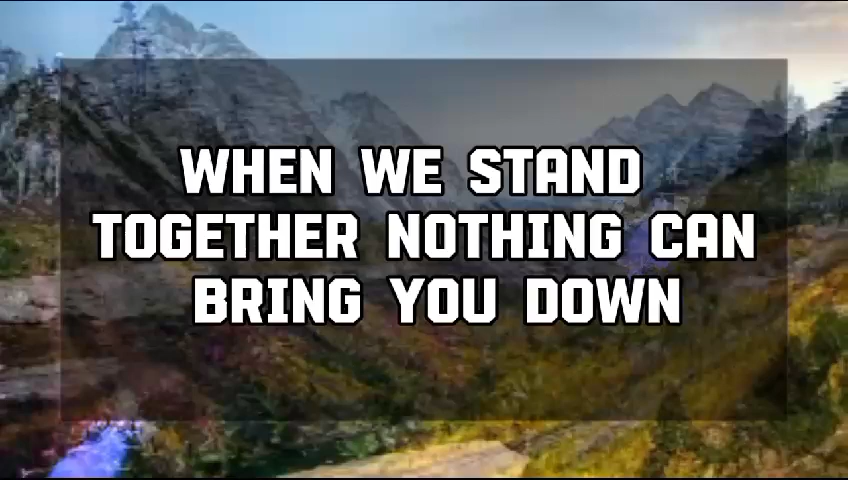 WHEN WE STAND
TOGETHER NOTHING CAN
BRING YOU DOWN